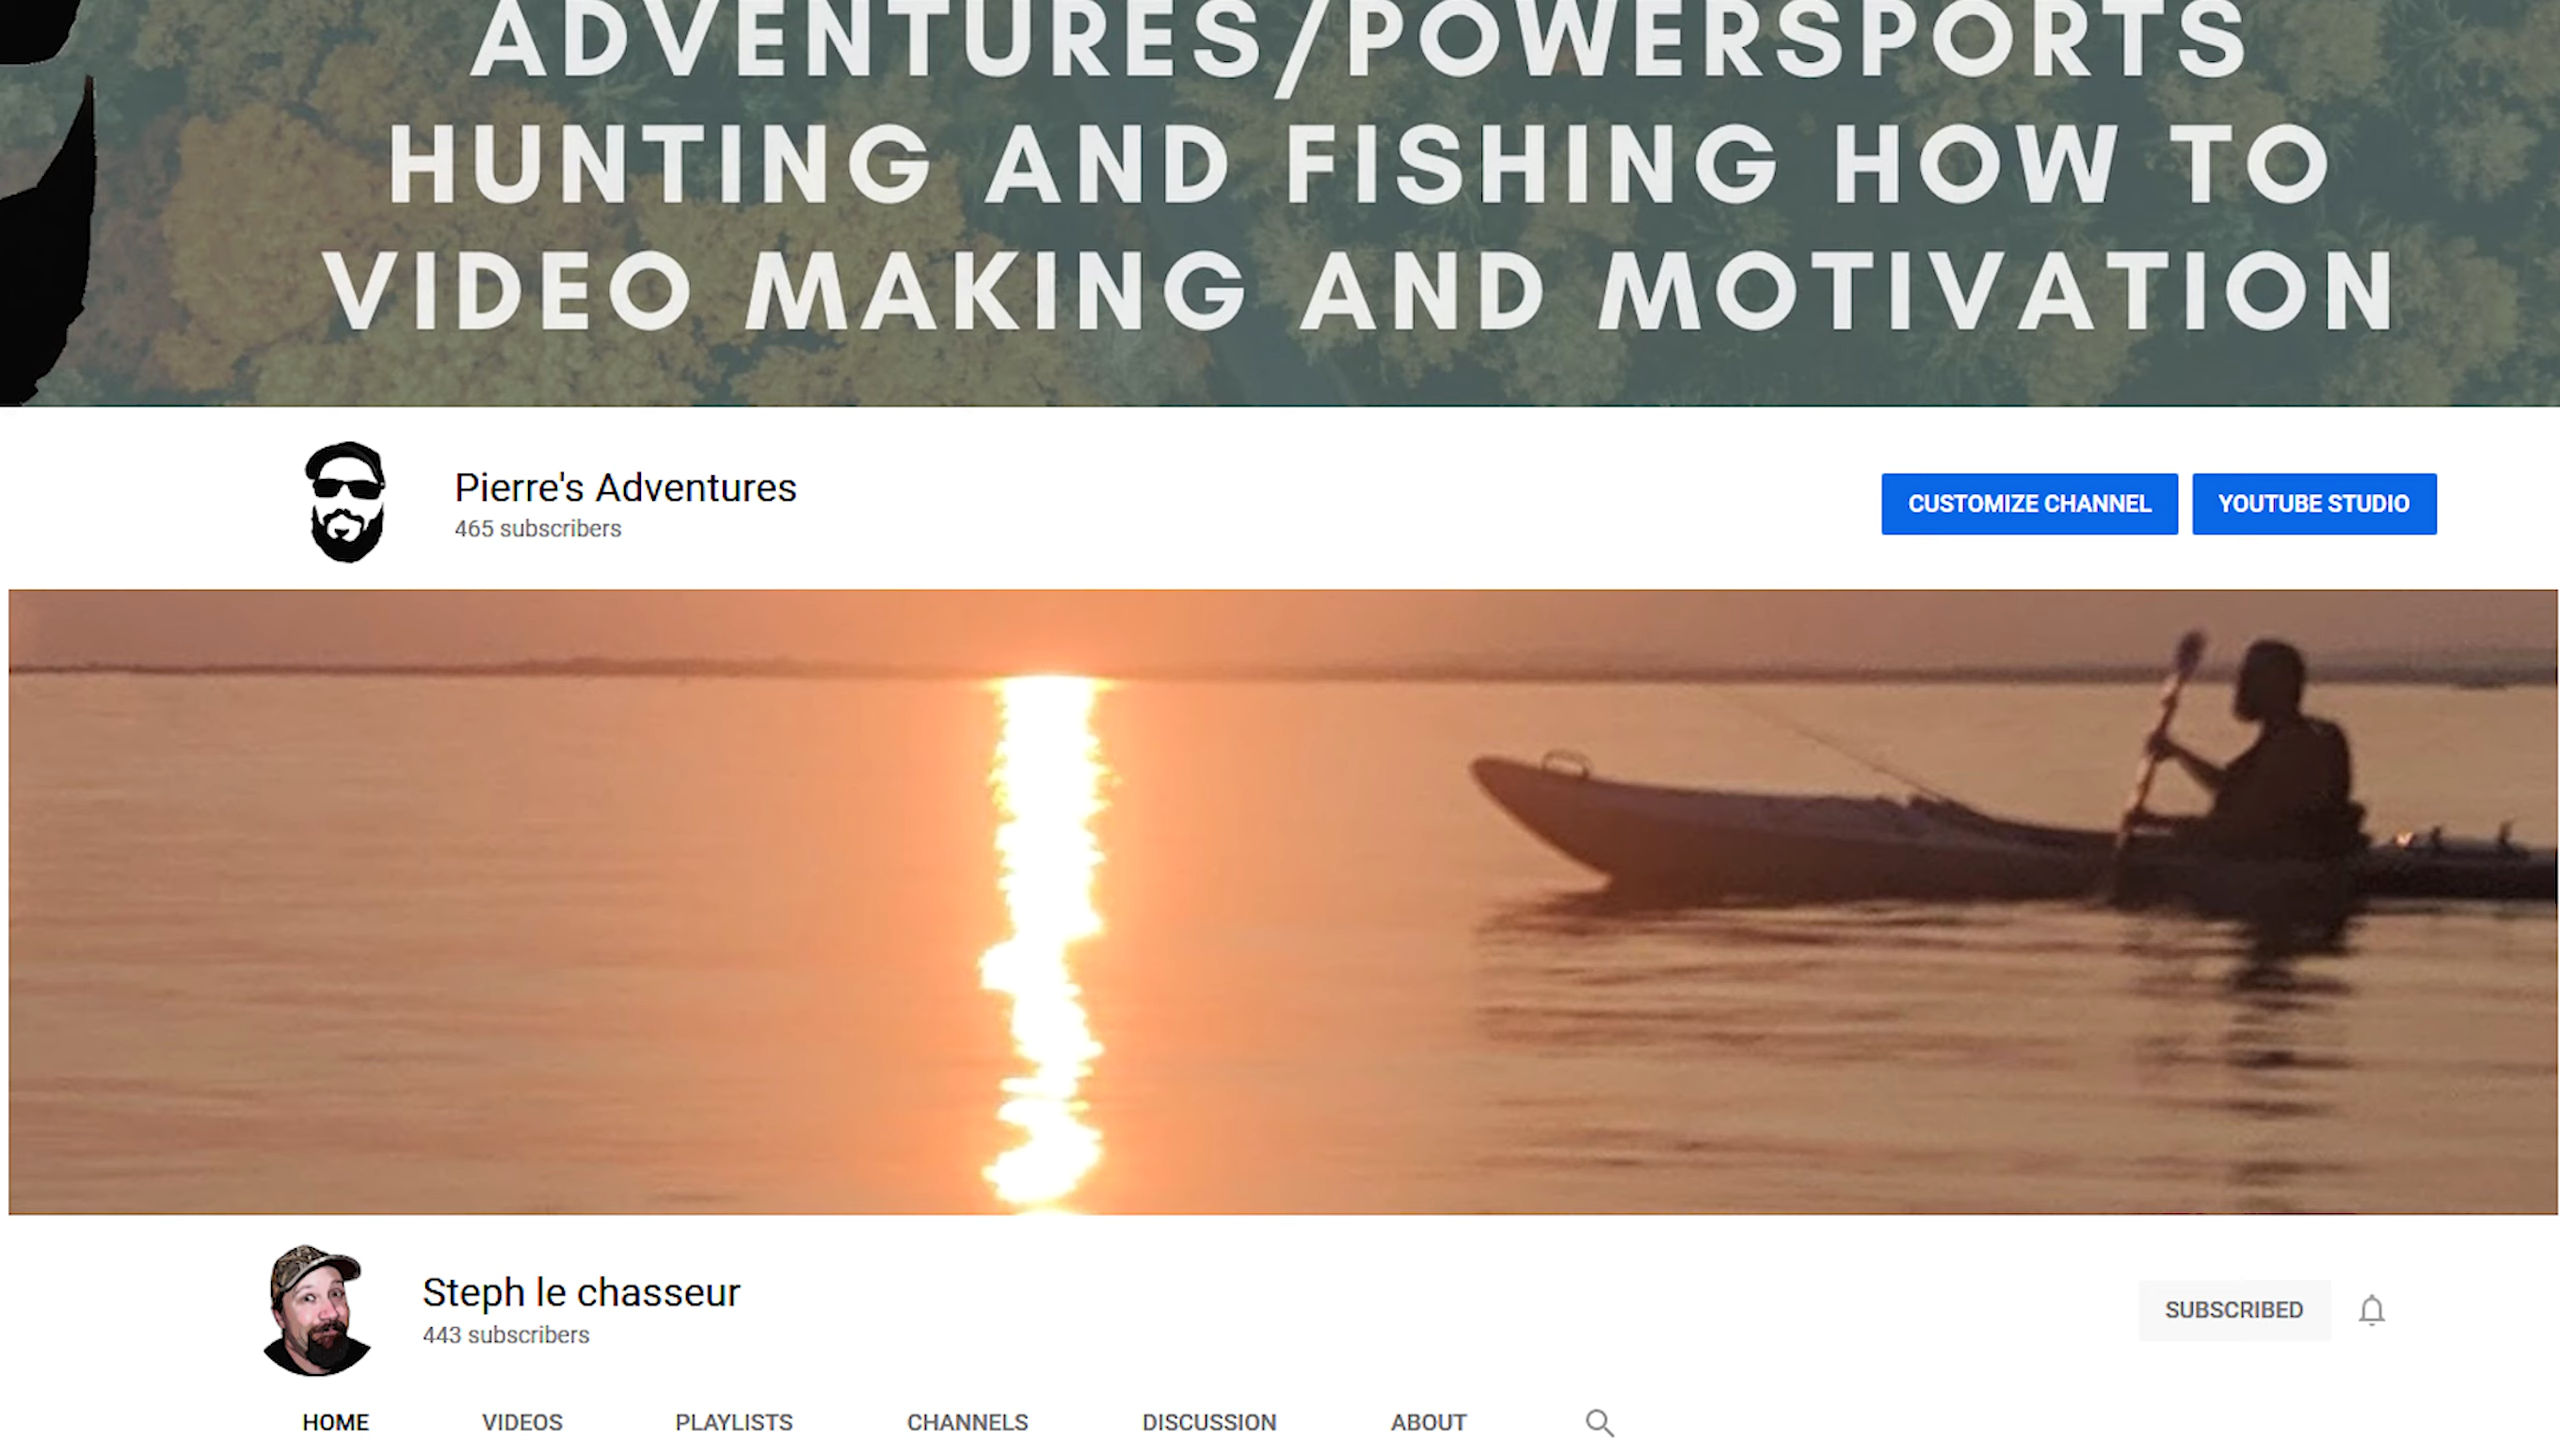 ADVENTURES/POWERSPORTS
HUNTING AND FISHING HOW TO
VIDEO MAKING AND MOTIVATION
Pierre's Adventures
465 subscribers
CUSTOMIZE CHANNEL
YOUTUBE STUDIO
Steph le chasseur
443 subscribers
SUBSCRIBED
HOME VIDEOS PLAYLISTS CHANNELS DISCUSSION ABOUT